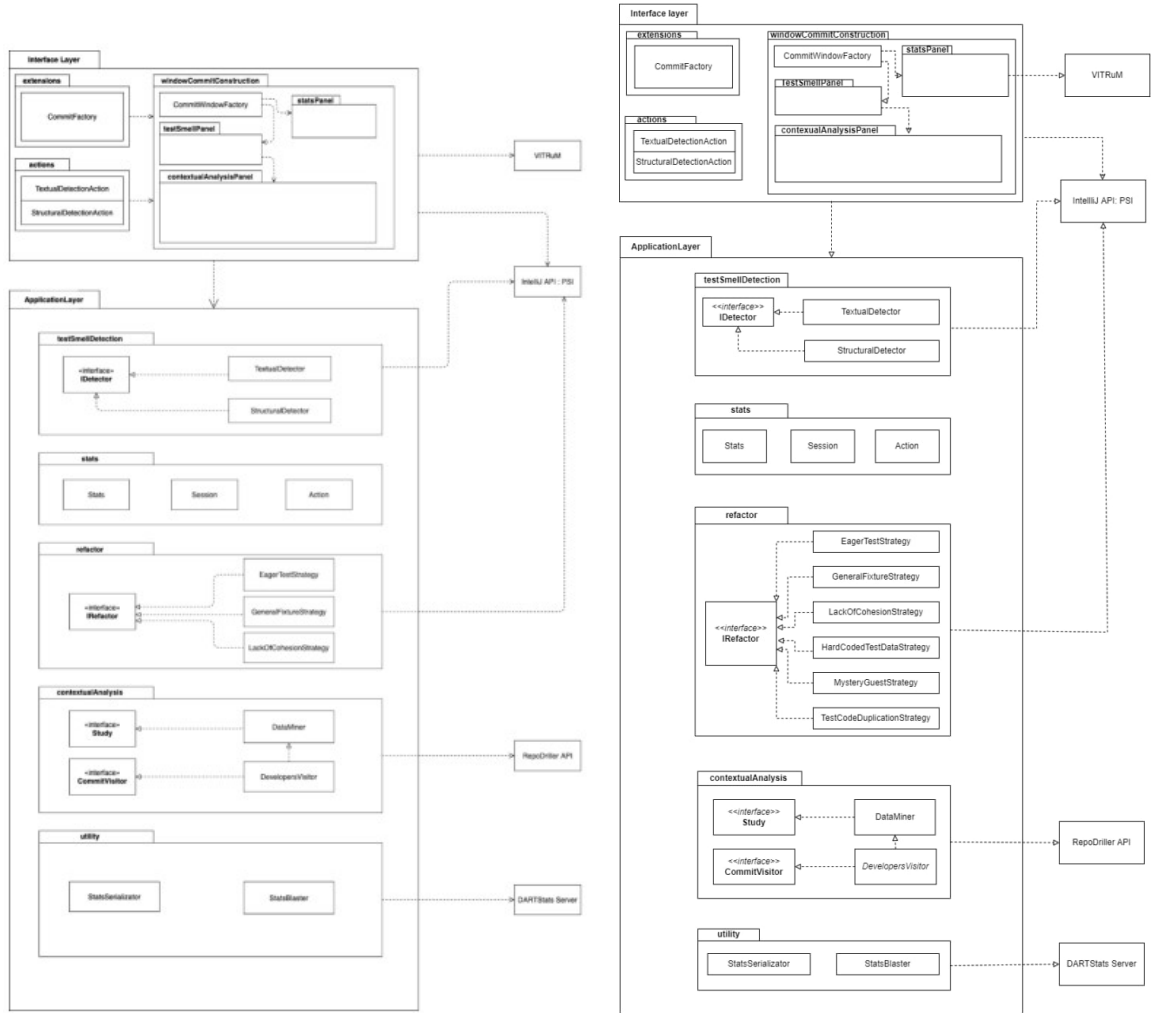 Interface Layer
extensions
CommitFactory
windowCommitConstruction
CommitWindowFactory
statsPanel
testSmellPanel
contextualAnalysisPanel
actions
TextualDetectionAction
StructuralDetectionAction
VITRuM
IntelliJ API : PSI
ApplicationLayer
testSmellDetection
«interface»
IDetector
TextualDetector
StructuralDetector
stats
Stats
Session
Action
refactor
«interface»
IRefactor
EagerTestStrategy
GeneralFixtureStrategy
LackOfCohesionStrategy
contextualAnalysis
«interface»
Study
DataMiner
«interface»
CommitVisitor
DevelopersVisitor
RepoDriller API
utility
StatsSerializator
StatsBlaster
DARTStats Server
Interface layer
extensions
CommitFactory
windowCommitConstruction
CommitWindowFactory
statsPanel
TestSmellPanel
contexualAnalysisPanel
actions
TextualDetectionAction
StructuralDetectionAction
VITRuM
IntelliJ API: PSI
ApplicationLayer
testSmellDetection
<<interface>>
IDetector
TextualDetector
StructuralDetector
stats
Stats
Session
Action
refactor
<<interface>>
IRefactor
EagerTestStrategy
GeneralFixtureStrategy
LackOfCohesionStrategy
HardCodedTestDataStrategy
MysteryGuestStrategy
TestCodeDuplicationStrategy
contextualAnalysis
<<interface>>
Study
DataMiner
<<interface>>
CommitVisitor
DevelopersVisitor
RepoDriller API
utility
StatsSerializator
StatsBlaster
DARTStats Server